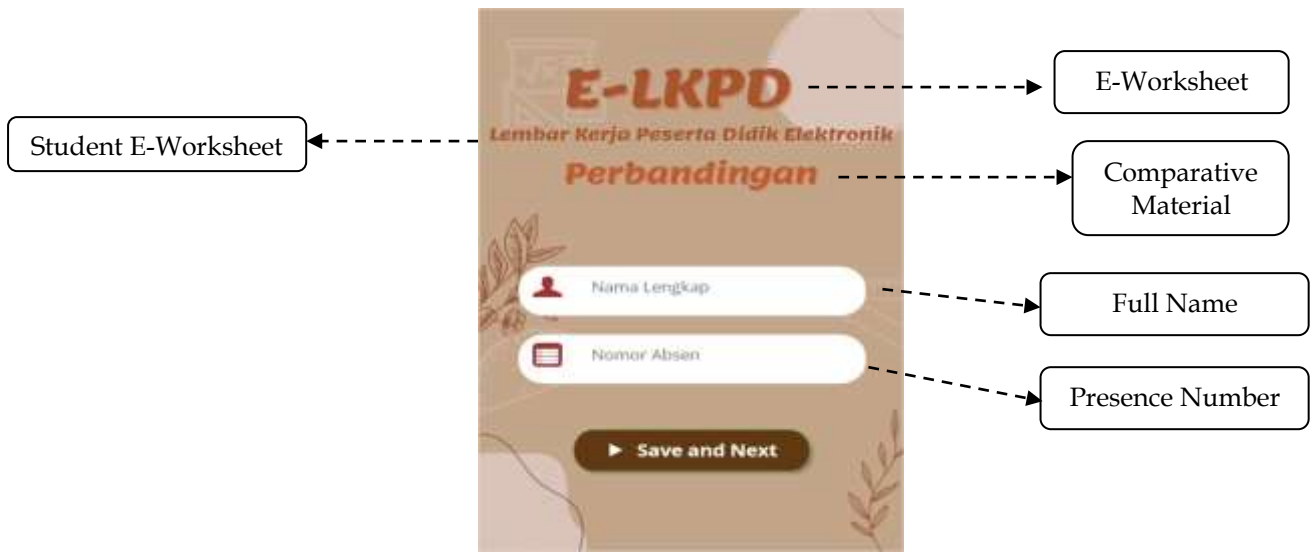 E-LKPD
E-Worksheet
Lembar Kerja Peserta Didik Elektronik
Student E-Worksheet
Perbandingan
Comparative
Material
Nama Lengkap
Full Name
Nomor Absen
Presence Number
Save and Next